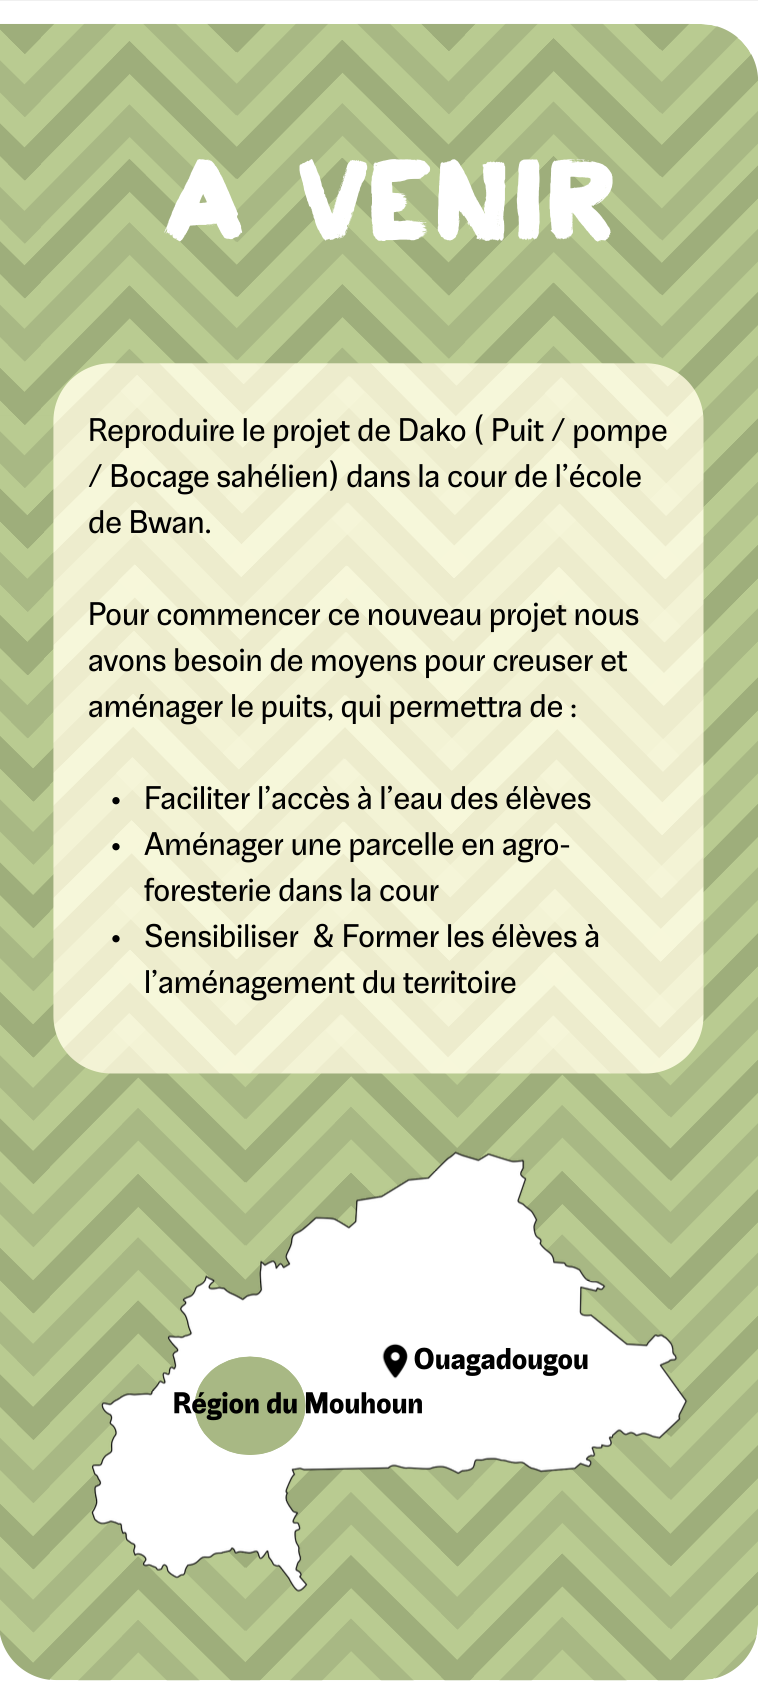 A VENIR
Reproduire le projet de Dako ( Puit / pompe
/ Bocage sahélien) dans la cour de l’école
de Bwan.
Pour commencer ce nouveau projet nous
avons besoin de moyens pour creuser et
aménager le puits, qui permettra de :
• Faciliter l’accès à l’eau des élèves
• Aménager une parcelle en agro-
foresterie dans la cour
• Sensibiliser  & Former les élèves à
l’aménagement du territoire
Ouagadougou
Région du Mouhoun